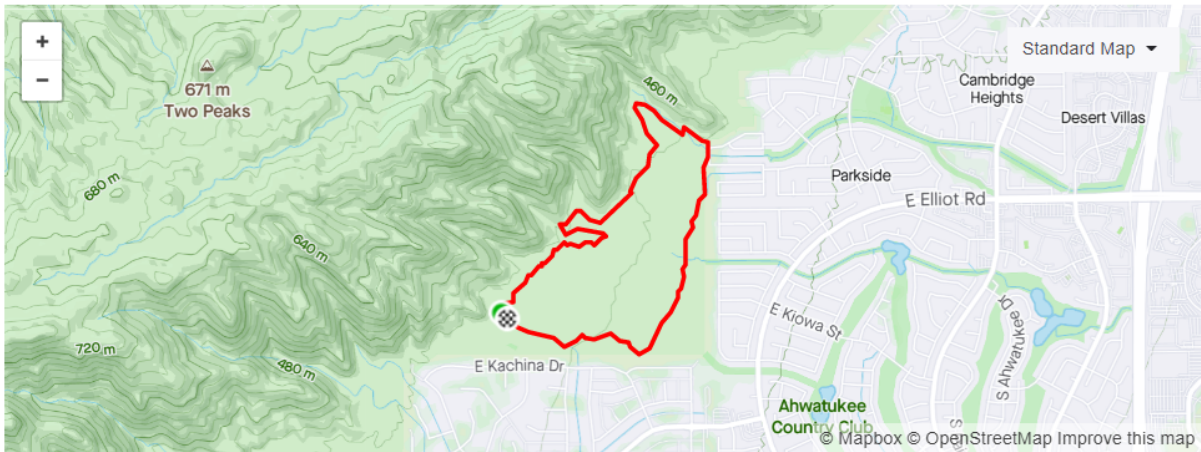 +
−
671 m
Two Peaks
460 m
Standard Map
Cambridge
Heights
Desert Villas
Parkside
E Elliot Rd
680 m
640 m
720 m
480 m
E Kachina Dr
E Kiowa St
S Ahwatukee Dr
Ahwatukee
Country Club
© Mapbox © OpenStreetMap Improve this map